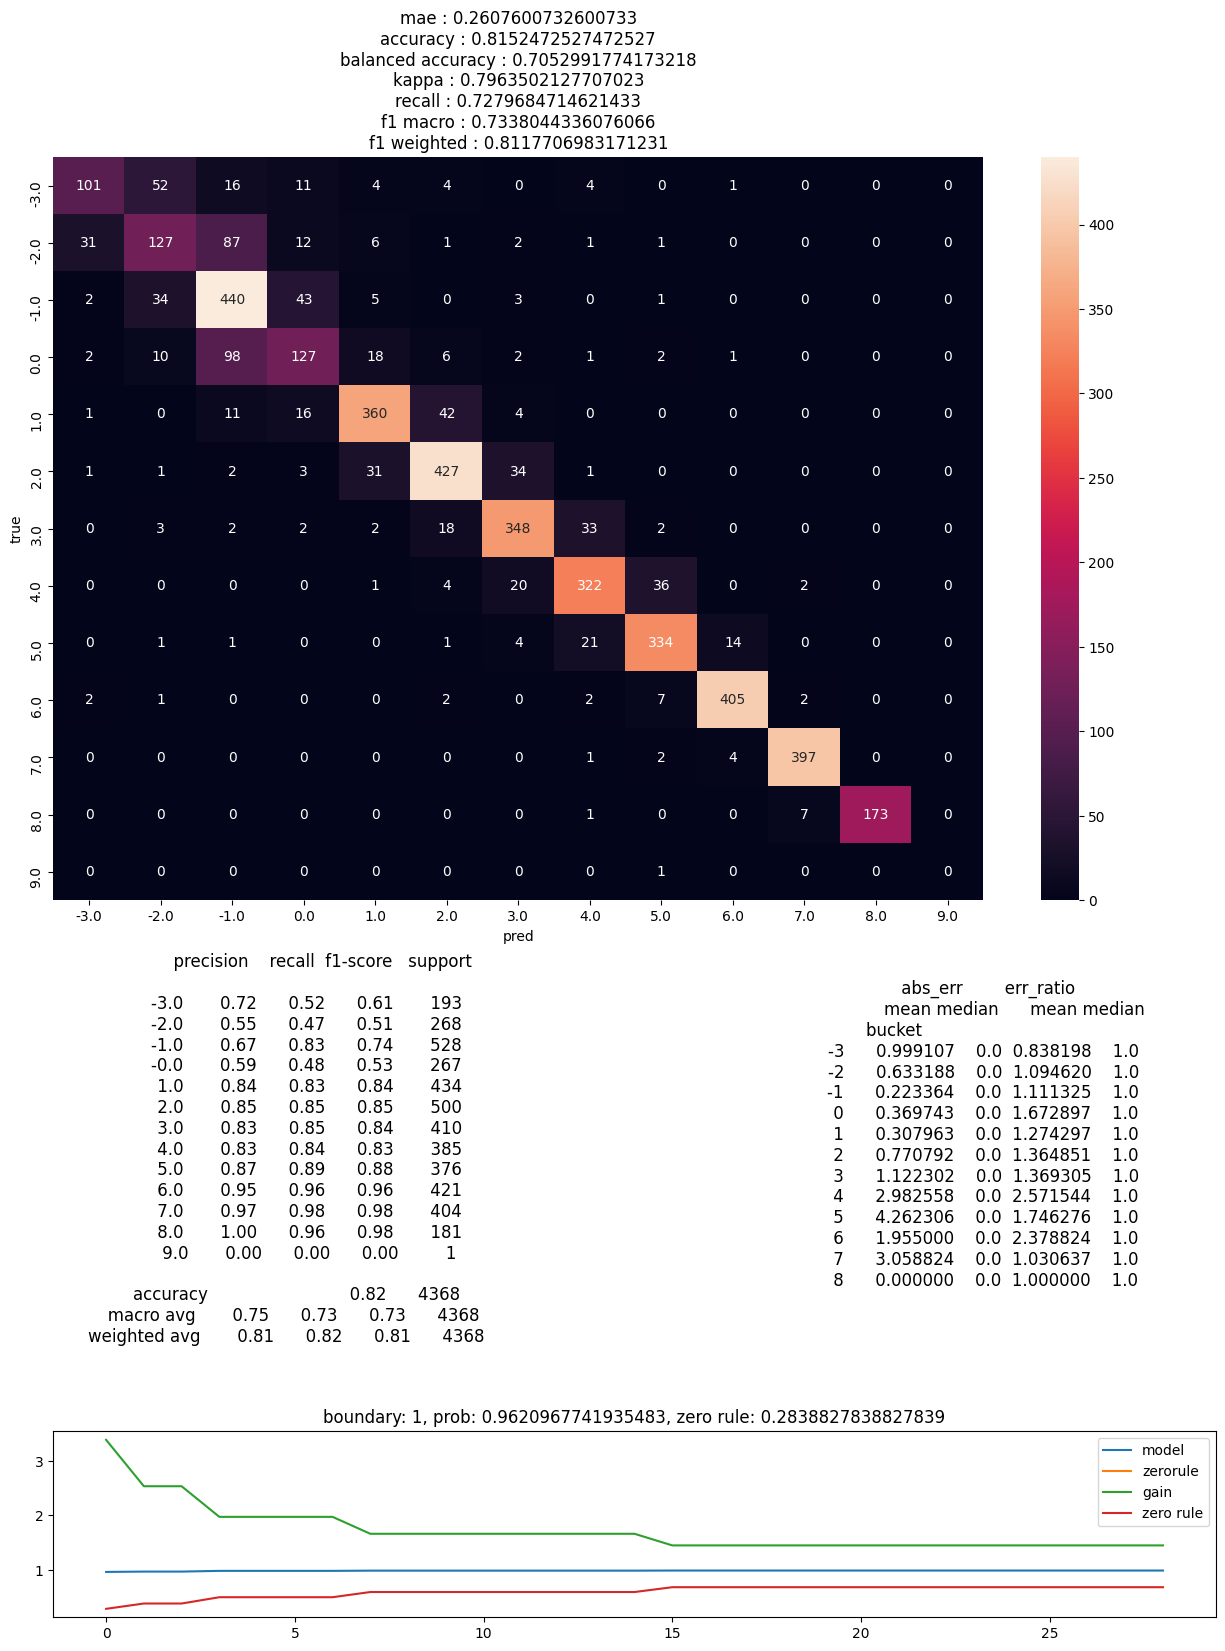 mae : 0.2607600732600733
accuracy : 0.8152472527472527
balanced accuracy : 0.7052991774173218
kappa : 0.7963502127707023
recall : 0.7279684714621433
f1 macro : 0.7338044336076066
f1 weighted : 0.8117706983171231
-3.0 101 52 16 11 4 4 0 4 0 1 0 0 0
-2.0 31 127 87 12 6 1 2 1 1 0 0 0 0
-1.0 2 34 440 43 5 0 3 0 1 0 0 0 0
0.0 2 10 98 127 18 6 2 1 2 1 0 0 0
1.0 1 0 11 16 360 42 4 0 0 0 0 0 0
2.0 1 1 2 3 31 427 34 1 0 0 0 0 0
true
3.0 0 3 2 2 2 18 348 33 2 0 0 0 0
4.0 0 0 0 0 1 4 20 322 36 0 2 0 0
5.0 0 1 1 0 0 1 4 21 334 14 0 0 0
6.0 2 1 0 0 0 2 0 2 7 405 2 0 0
7.0 0 0 0 0 0 0 0 1 2 4 397 0 0
8.0 0 0 0 0 0 0 0 1 0 0 7 173 0
9.0 0 0 0 0 0 0 0 0 1 0 0 0 0
-3.0 -2.0 -1.0 0.0 1.0 2.0 3.0 4.0 5.0 6.0 7.0 8.0 9.0
pred
400
350
300
250
200
150
100
50
0
precision recall f1-score support
-3.0 0.72 0.52 0.61 193
-2.0 0.55 0.47 0.51 268
-1.0 0.67 0.83 0.74 528
-0.0 0.59 0.48 0.53 267
1.0 0.84 0.83 0.84 434
2.0 0.85 0.85 0.85 500
3.0 0.83 0.85 0.84 410
4.0 0.83 0.84 0.83 385
5.0 0.87 0.89 0.88 376
6.0 0.95 0.96 0.96 421
7.0 0.97 0.98 0.98 404
8.0 1.00 0.96 0.98 181
9.0 0.00 0.00 0.00 1
accuracy 0.82 4368
macro avg 0.75 0.73 0.73 4368
weighted avg 0.81 0.82 0.81 4368
abs_err err_ratio
mean median mean median
bucket
-3 0.999107 0.0 0.838198 1.0
-2 0.633188 0.0 1.094620 1.0
-1 0.223364 0.0 1.111325 1.0
0 0.369743 0.0 1.672897 1.0
1 0.307963 0.0 1.274297 1.0
2 0.770792 0.0 1.364851 1.0
3 1.122302 0.0 1.369305 1.0
4 2.982558 0.0 2.571544 1.0
5 4.262306 0.0 1.746276 1.0
6 1.955000 0.0 2.378824 1.0
7 3.058824 0.0 1.030637 1.0
8 0.000000 0.0 1.000000 1.0
boundary: 1, prob: 0.9620967741935483, zero rule: 0.2838827838827839
3
2
1
model
zerorule
gain
zero rule
0 5 10 15 20 25